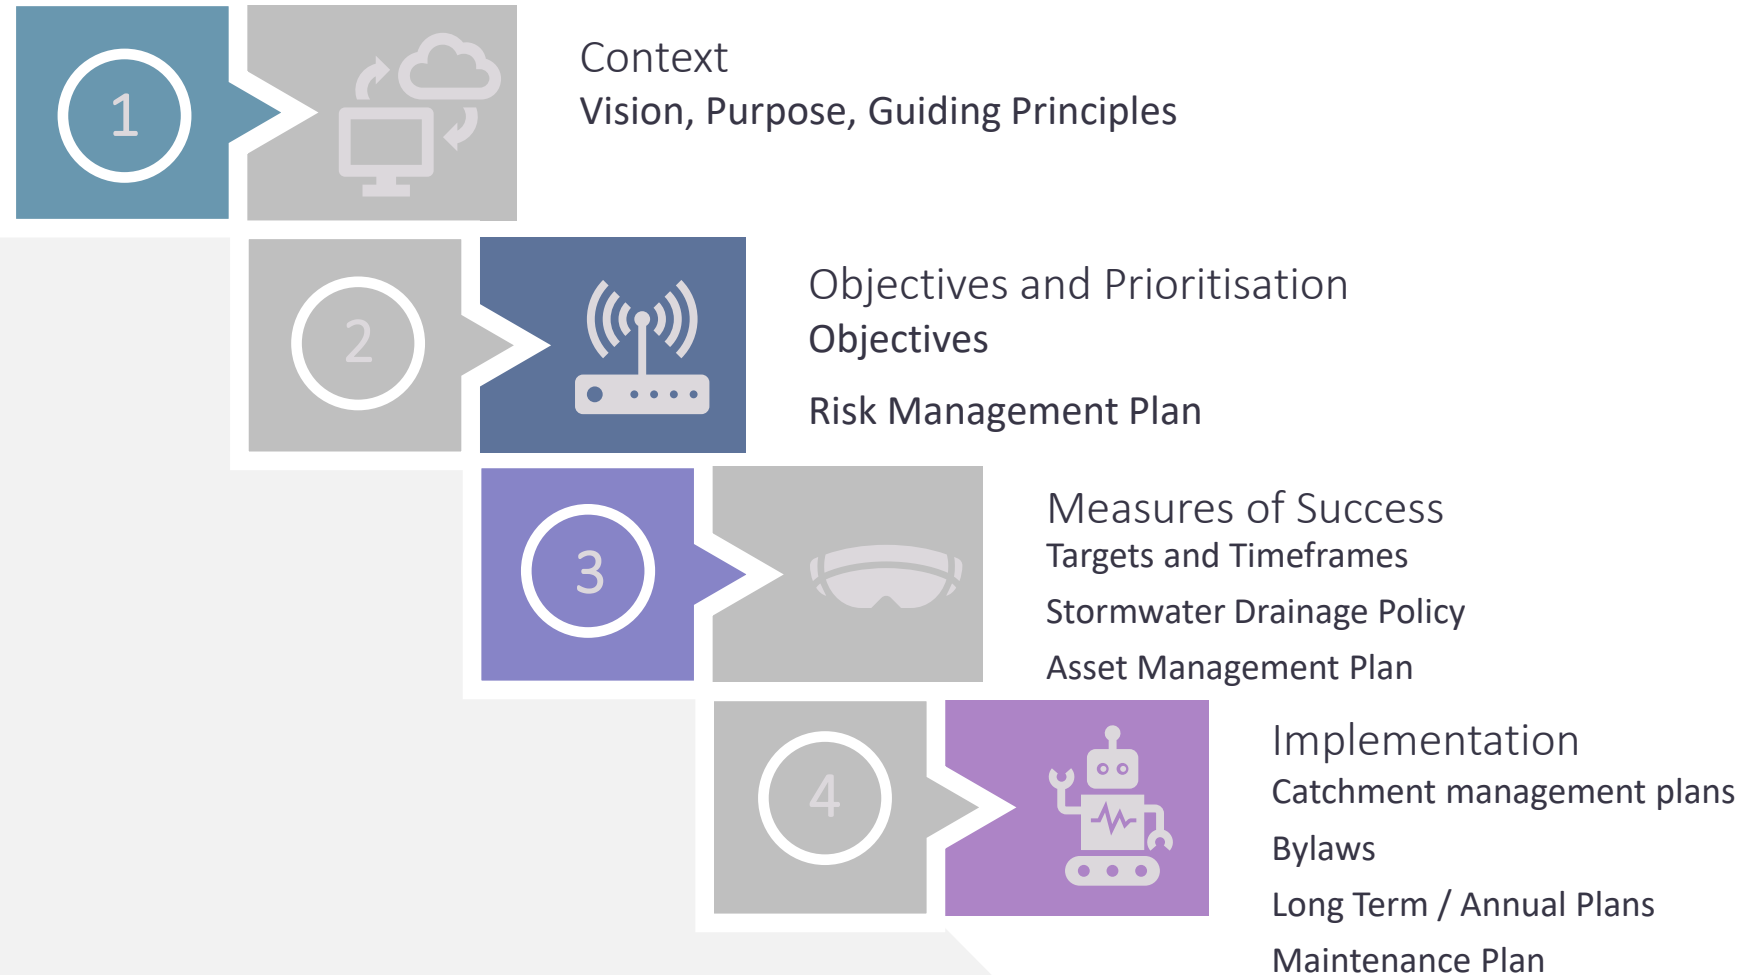 1
Context
Vision, Purpose, Guiding Principles
2
Objectives and Prioritisation
Objectives
Risk Management Plan
3
Measures of Success
Targets and Timeframes
Stormwater Drainage Policy
Asset Management Plan
4
Implementation
Catchment management plans
Bylaws
Long Term / Annual Plans
Maintenance Plan